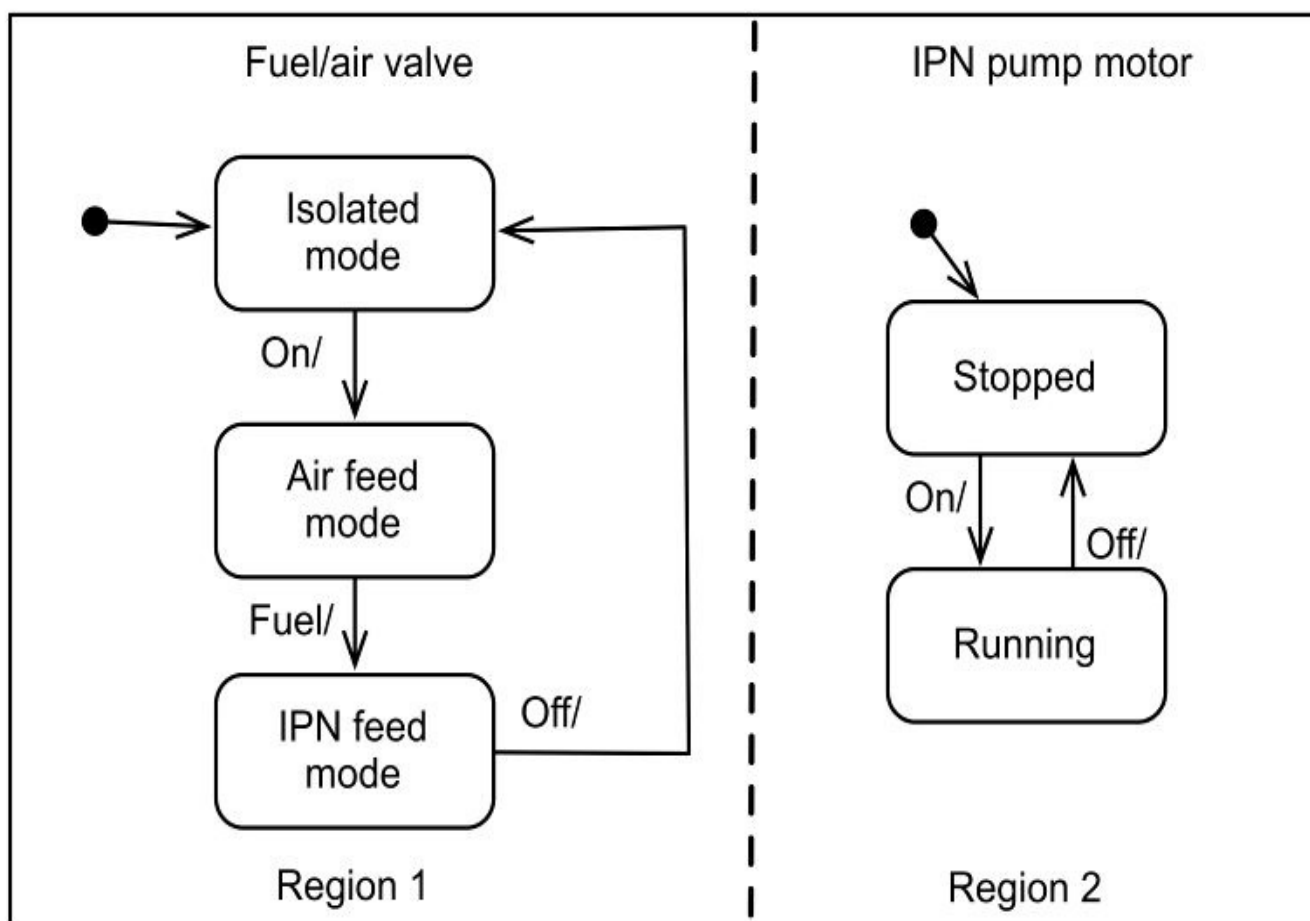 Fuel/air valve
Isolated
mode
On/
Air feed
mode
Fuel/
IPN feed
mode
Off/
Region 1
IPN pump motor
Stopped
On/
Off/
Running
Region 2